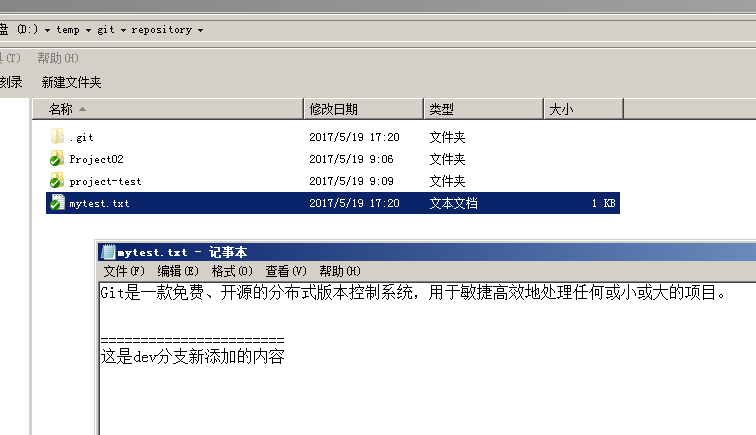 盘 (D:) temp git repository
(T) 帮助(H)
刻录 新建文件夹
名称 修改日期 类型 大小
.git 2017/5/19 17:20 文件夹
Project02 2017/5/19 9:06 文件夹
project-test 2017/5/19 9:09 文件夹
mytest.txt 2017/5/19 17:20 文本文档 1 KB
mytest.txt - 记事本
文件(F) 编辑(E) 格式(O) 查看(V) 帮助(H)
Git是一款免费、开源的分布式版本控制系统，用于敏捷高效地处理任何或小或大的项目。
=======================
这是dev分支新添加的内容